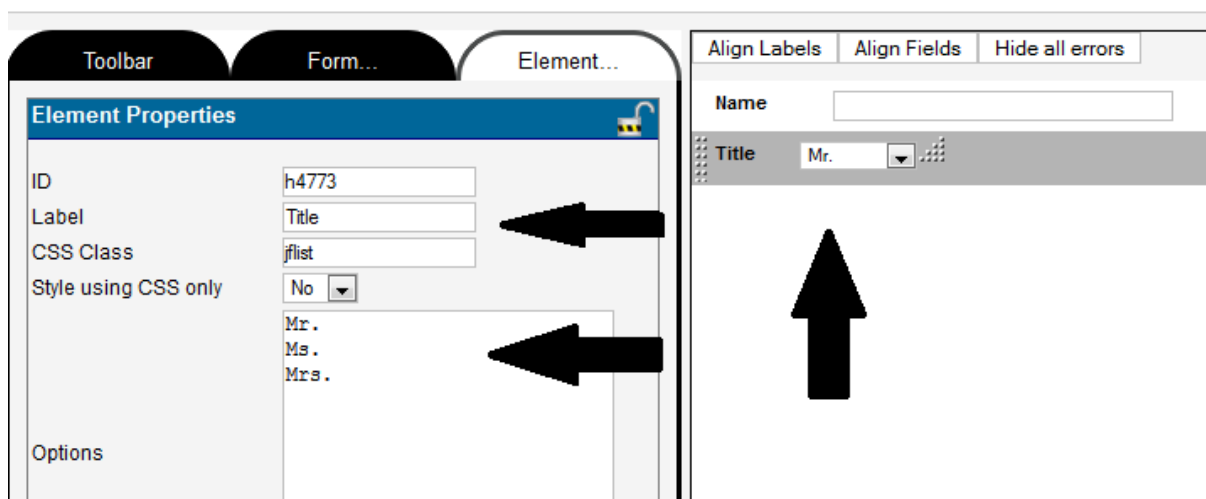 Toolbar
Form...
Element...
Element Properties
ID
h4773
Label
Title
CSS Class
jflist
Style using CSS only
No
Options
Mr.
Ms.
Mrs.
Align Labels
Align Fields
Hide all errors
Name
Title
Mr.